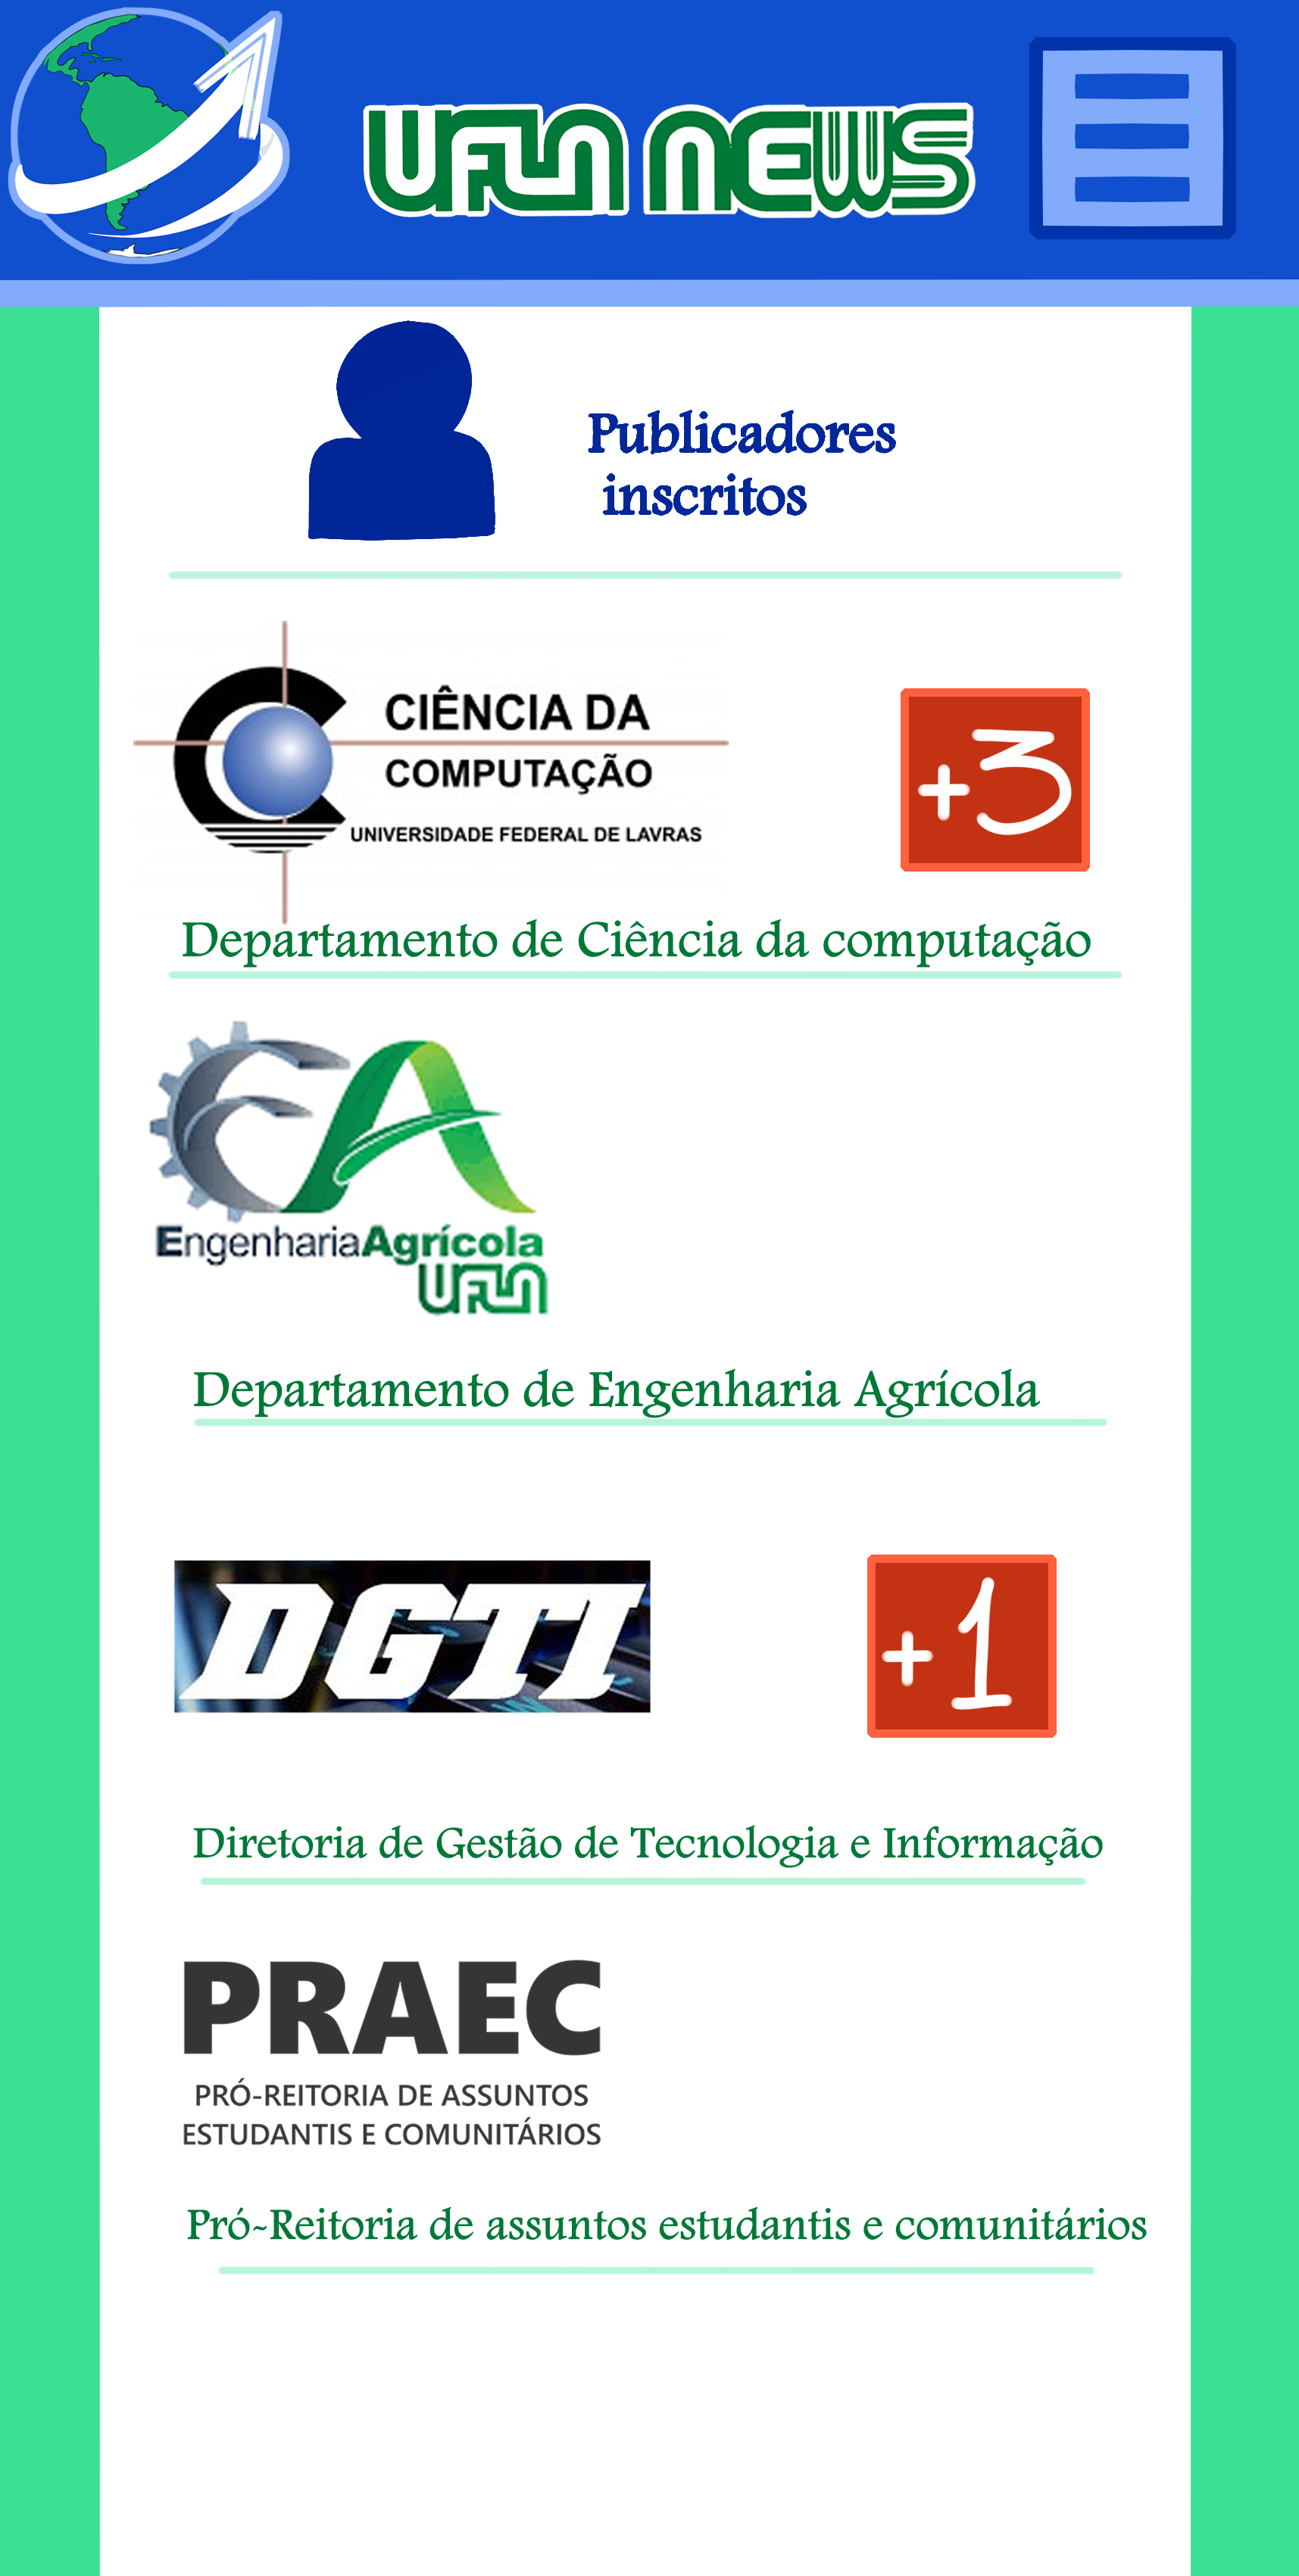 UFLA NEWS
Publicadores
inscritos
CIÊNCIA DA
COMPUTAÇÃO
UNIVERSIDADE FEDERAL DE LAVRAS
+3
Departamento de Ciência da computação
EA
EngenhariaAgrícola
UFLA
Departamento de Engenharia Agrícola
DGTI
+1
Diretoria de Gestão de Tecnologia e Informação
PRAEC
PRÓ-REITORIA DE ASSUNTOS
ESTUDANTIS E COMUNITÁRIOS
Pró-Reitoria de assuntos estudantis e comunitários